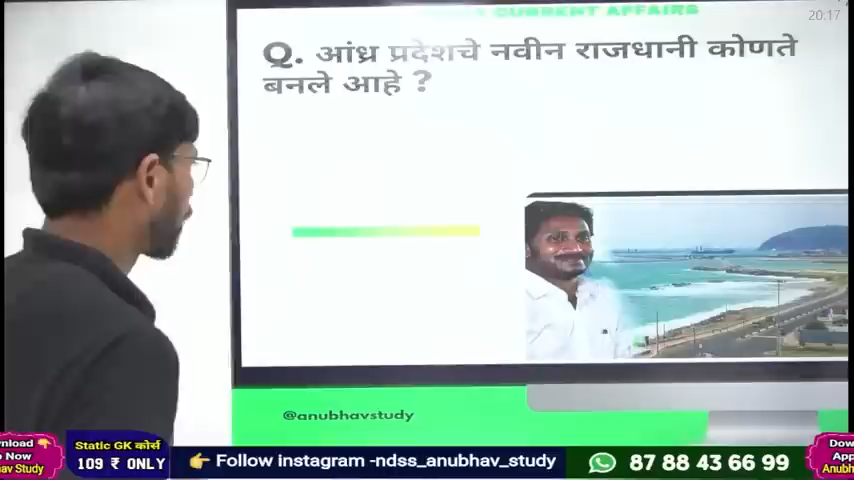 CURRENT AFFAIRS
20:17
Q. आंध्र प्रदेशचे नवीन राजधानी कोणते
बनले आहे ?
@anubhavstudy
Static GK कोर्स
109 ₹ ONLY
👉 Follow instagram -ndss_anubhav_study
87 88 43 66 99